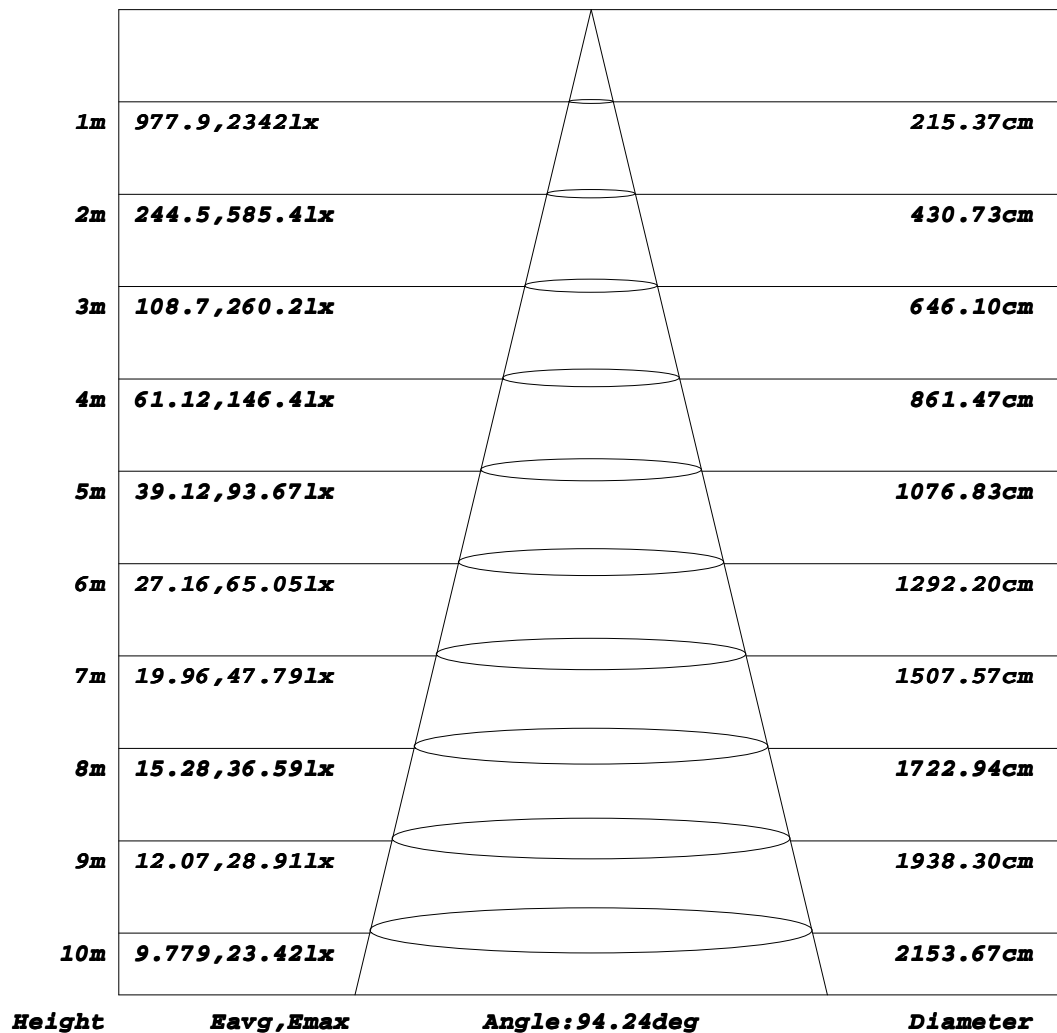 1m 977.9,2342lx 215.37cm
2m 244.5,585.4lx 430.73cm
3m 108.7,260.2lx 646.10cm
4m 61.12,146.4lx 861.47cm
5m 39.12,93.67lx 1076.83cm
6m 27.16,65.05lx 1292.20cm
7m 19.96,47.79lx 1507.57cm
8m 15.28,36.59lx 1722.94cm
9m 12.07,28.91lx 1938.30cm
10m 9.779,23.42lx 2153.67cm
Height Eavg,Emax Angle:94.24deg Diameter